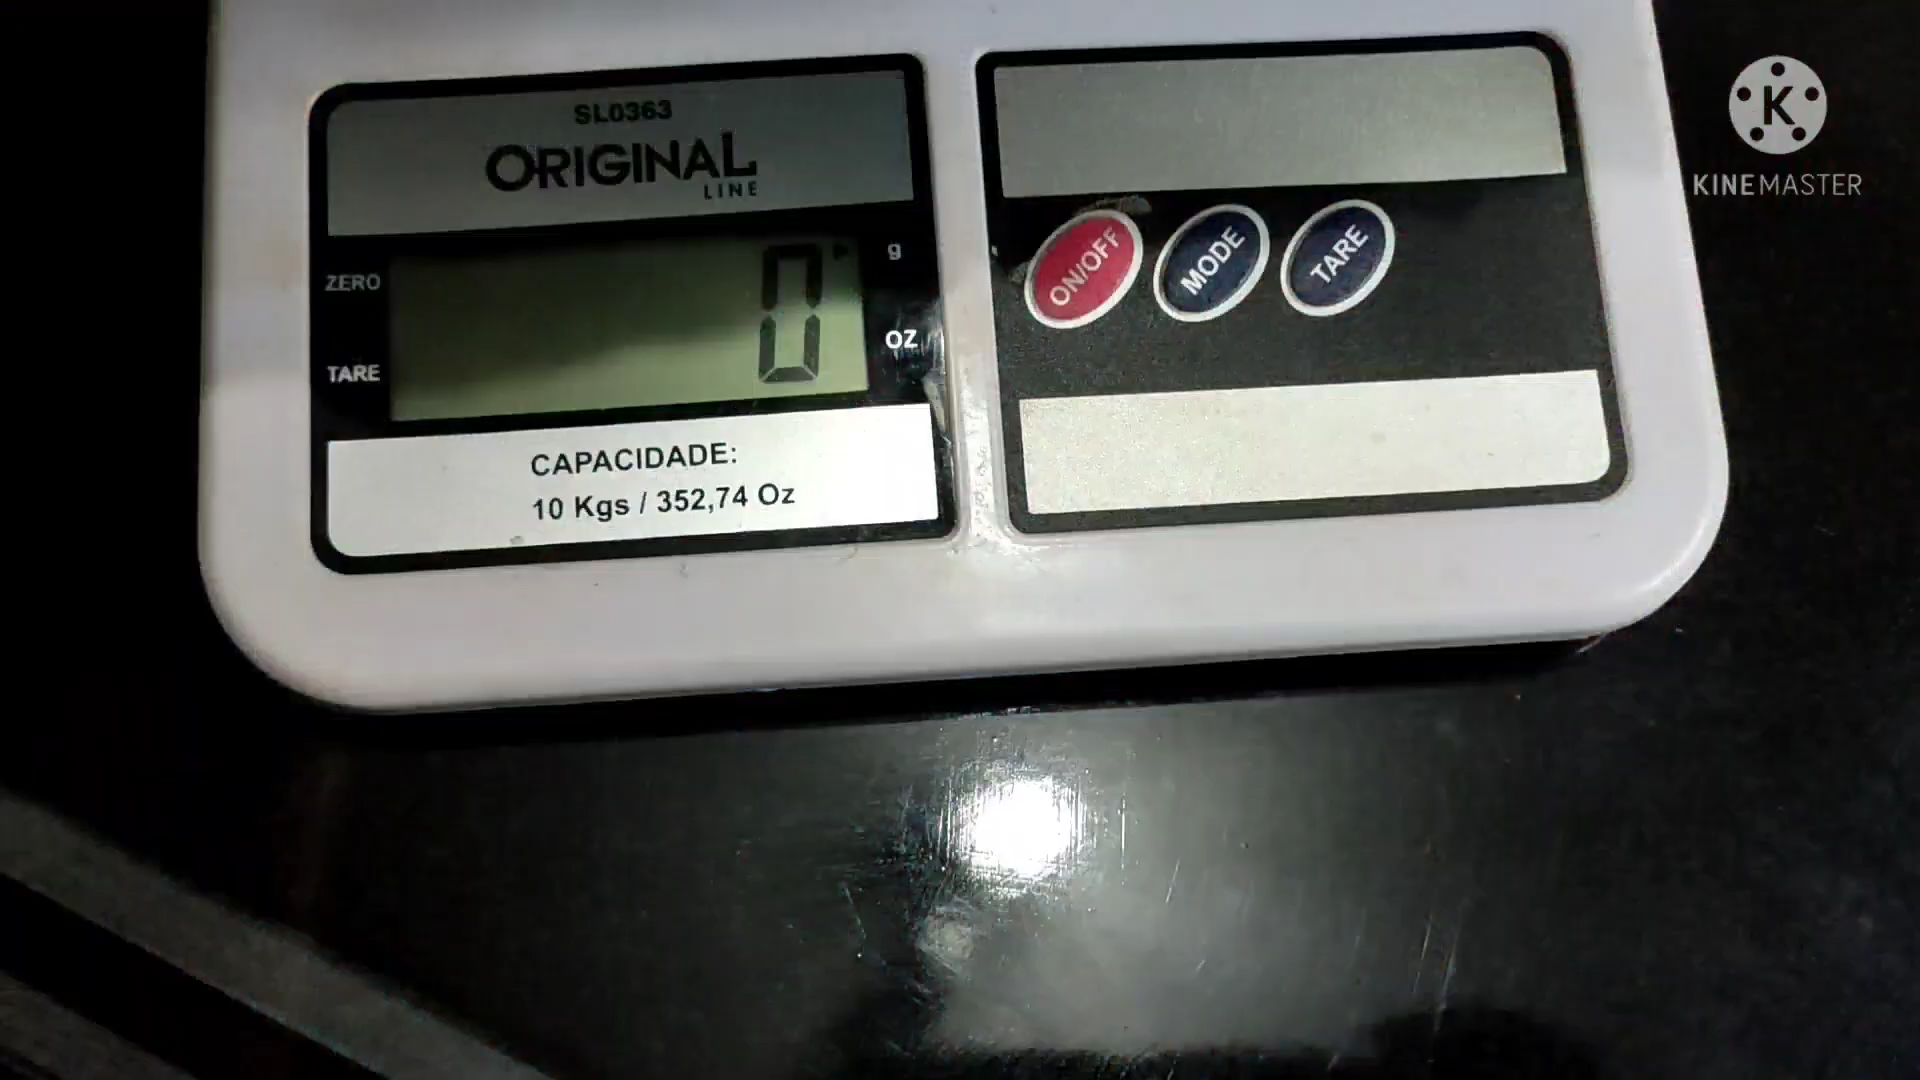 SL0363
ORIGINAL
LINE
ZERO
TARE
0
g
OZ
CAPACIDADE:
10 Kgs / 352,74 Oz
ON/OFF
MODE
TARE
K
KINEMASTER